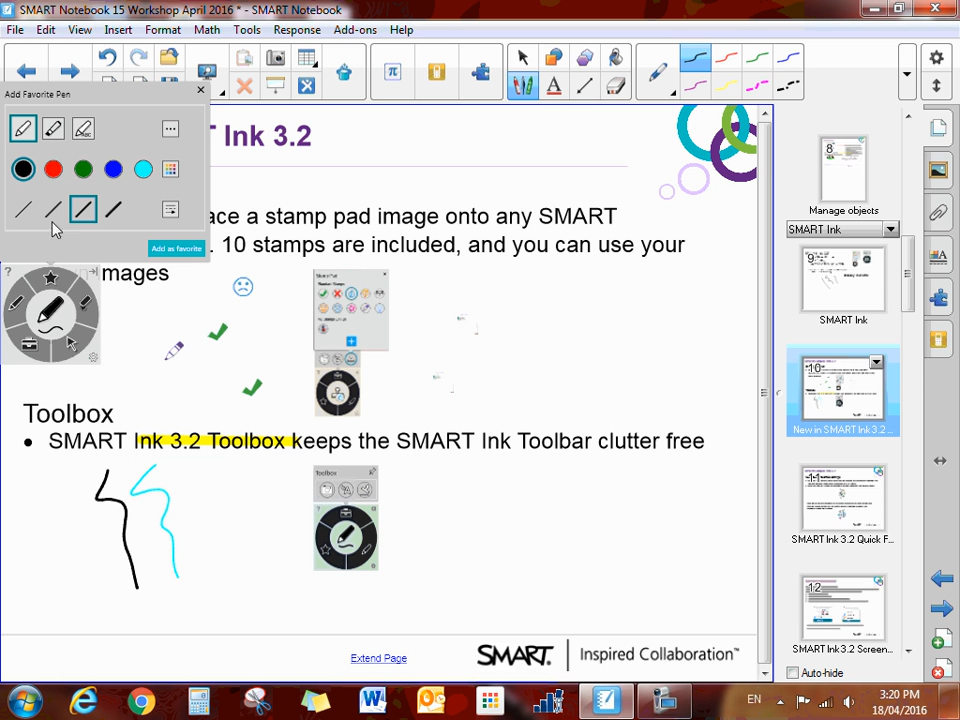 SMART Notebook 15 Workshop April 2016 * - SMART Notebook
File Edit View Insert Format Math Tools Response Add-ons Help
Add Favorite Pen
Add as favorite
Ink 3.2
ace a stamp pad image onto any SMART
. 10 stamps are included, and you can use your
mages
Toolbox
• SMART Ink 3.2 Toolbox keeps the SMART Ink Toolbar clutter free
Toolbox
Extend Page
SMART
Inspired Collaboration™
8
Manage objects
SMART Ink
9
SMART Ink
10
New in SMART Ink 3.2 ...
11
SMART Ink 3.2 Quick F...
12
SMART Ink 3.2 Screen...
Auto-hide
EN
3:20 PM
18/04/2016